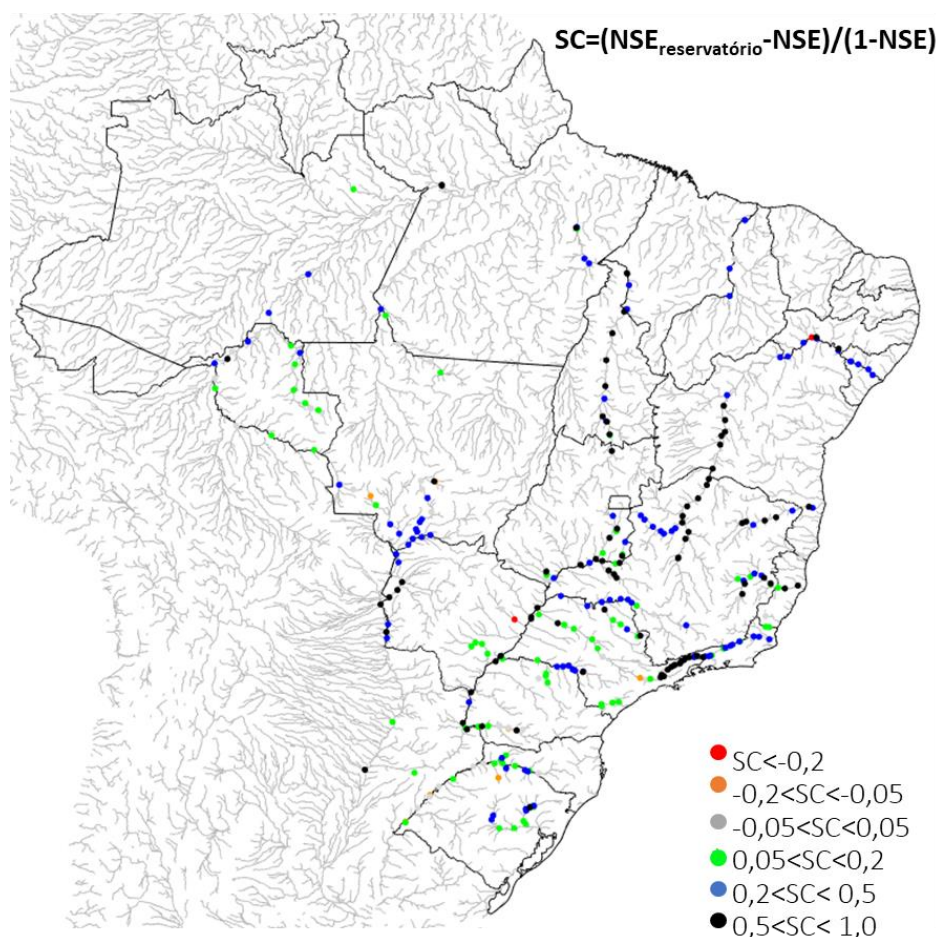 SC=(NSEreservatório-NSE)/(1-NSE)
SC<-0,2
-0,2<SC<-0,05
-0,05<SC<0,05
0,05<SC<0,2
0,2<SC< 0,5
0,5<SC< 1,0